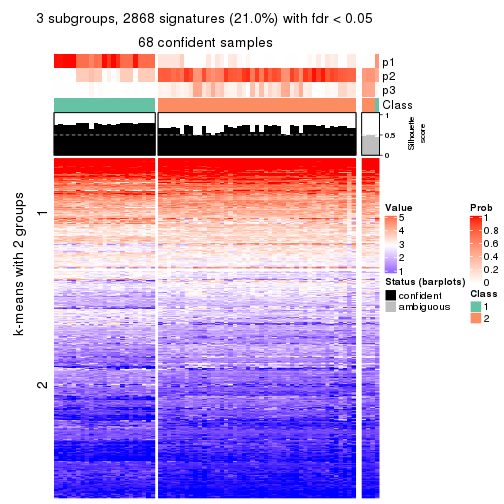 3 subgroups, 2868 signatures (21.0%) with fdr < 0.05
68 confident samples
p1
p2
p3
Class
1
0.5
0
Silhouette
score
k-means with 2 groups
1
2
Value
5
4
3
2
1
Prob
1
0.8
0.6
0.4
0.2
0
Status (barplots)
confident
ambiguous
Class
1
2